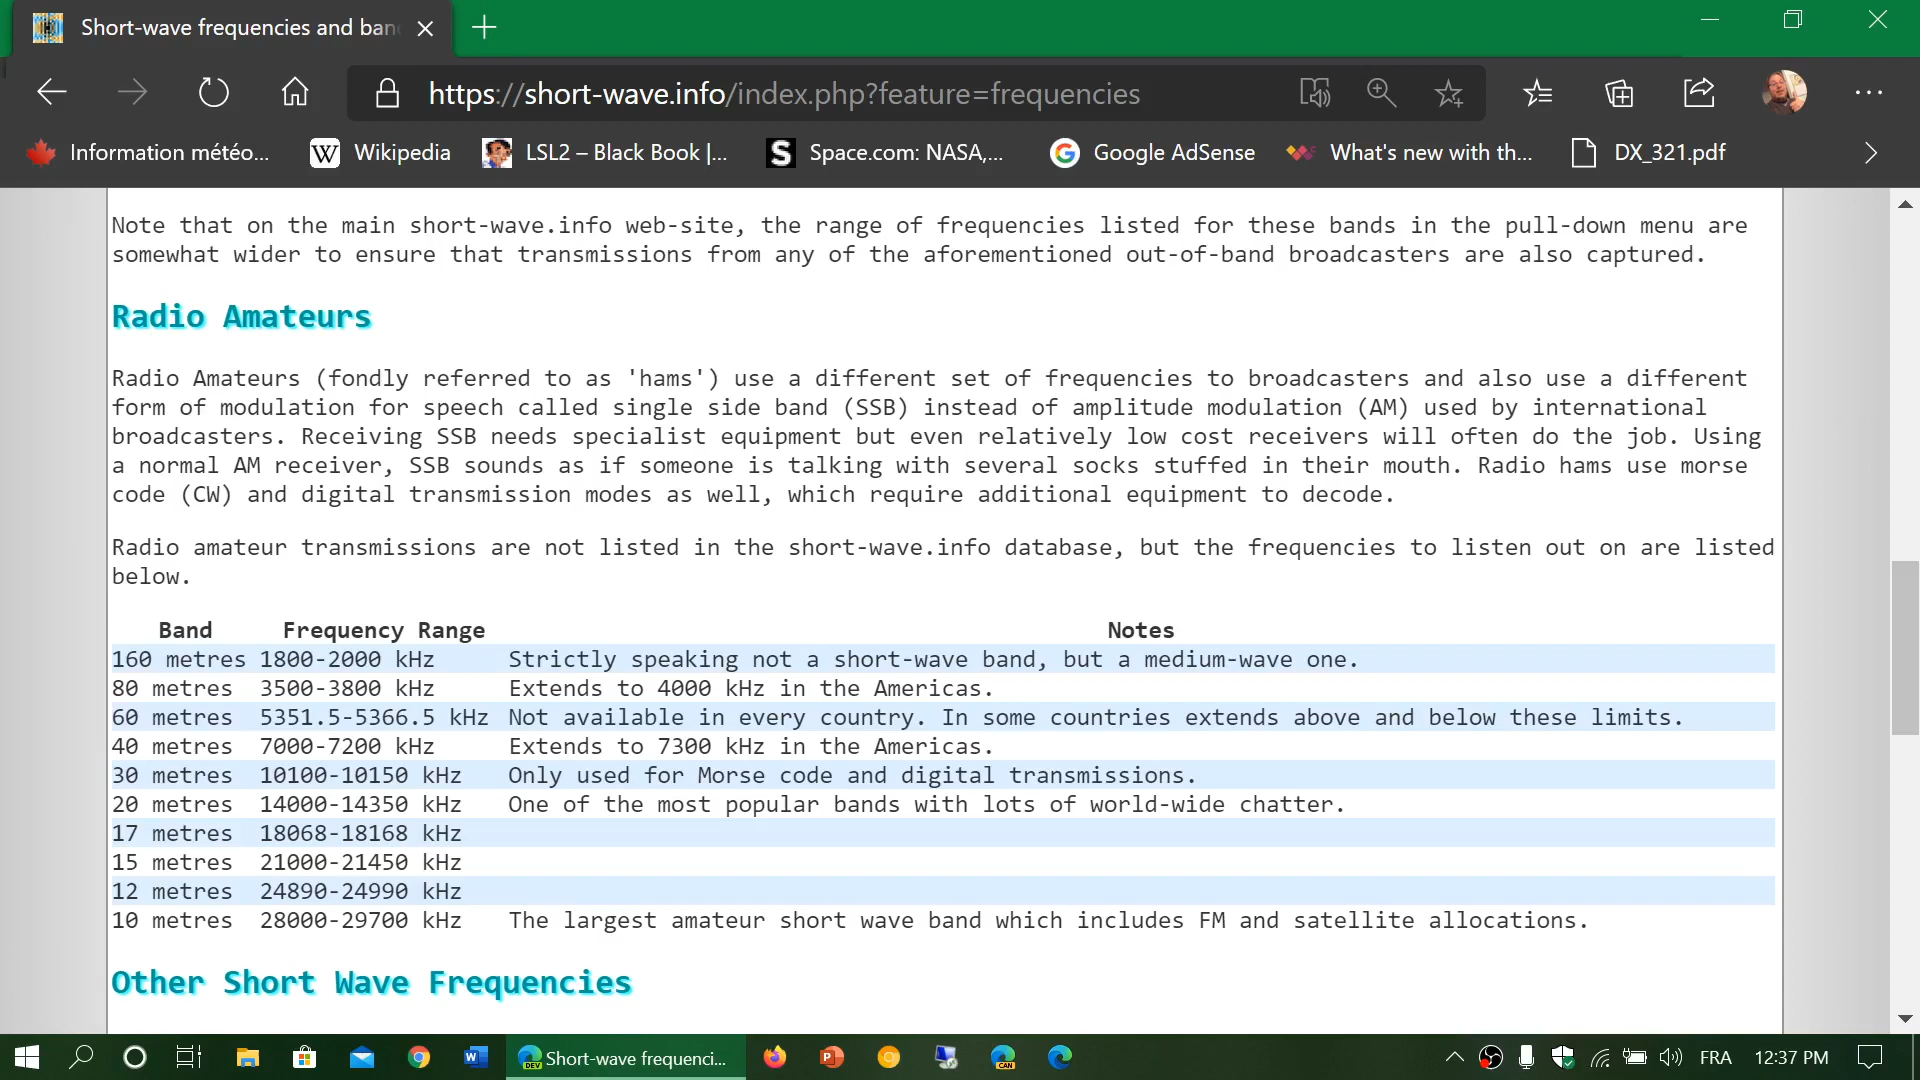 Short-wave frequencies and ban
https://short-wave.info/index.php?feature=frequencies
Information météo... Wikipedia LSL2 – Black Book |... Space.com: NASA,... Google AdSense What's new with th... DX_321.pdf
Note that on the main short-wave.info web-site, the range of frequencies listed for these bands in the pull-down menu are
somewhat wider to ensure that transmissions from any of the aforementioned out-of-band broadcasters are also captured.
Radio Amateurs
Radio Amateurs (fondly referred to as 'hams') use a different set of frequencies to broadcasters and also use a different
form of modulation for speech called single side band (SSB) instead of amplitude modulation (AM) used by international
broadcasters. Receiving SSB needs specialist equipment but even relatively low cost receivers will often do the job. Using
a normal AM receiver, SSB sounds as if someone is talking with several socks stuffed in their mouth. Radio hams use morse
code (CW) and digital transmission modes as well, which require additional equipment to decode.
Radio amateur transmissions are not listed in the short-wave.info database, but the frequencies to listen out on are listed
below.
Band Frequency Range Notes
160 metres 1800-2000 kHz Strictly speaking not a short-wave band, but a medium-wave one.
80 metres 3500-3800 kHz Extends to 4000 kHz in the Americas.
60 metres 5351.5-5366.5 kHz Not available in every country. In some countries extends above and below these limits.
40 metres 7000-7200 kHz Extends to 7300 kHz in the Americas.
30 metres 10100-10150 kHz Only used for Morse code and digital transmissions.
20 metres 14000-14350 kHz One of the most popular bands with lots of world-wide chatter.
17 metres 18068-18168 kHz
15 metres 21000-21450 kHz
12 metres 24890-24990 kHz
10 metres 28000-29700 kHz The largest amateur short wave band which includes FM and satellite allocations.
Other Short Wave Frequencies
Short-wave frequenci... FRA 12:37 PM